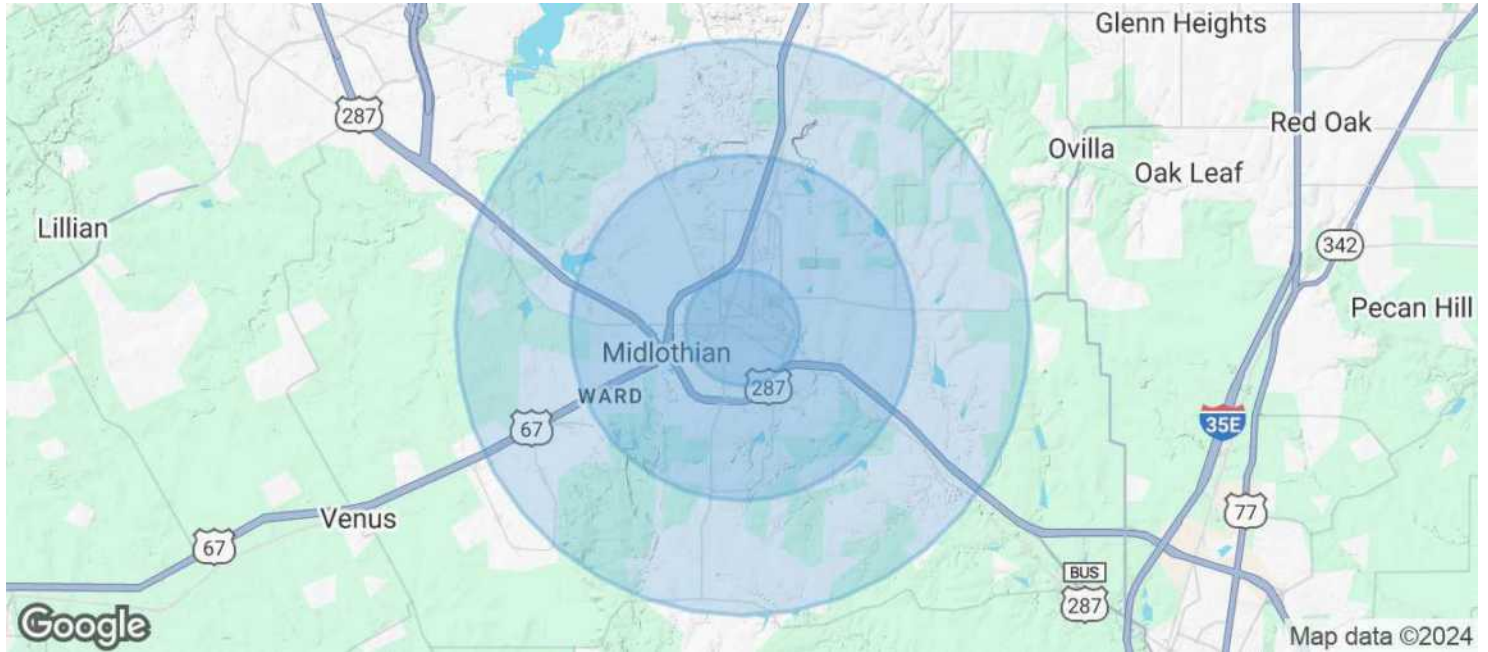 Glenn Heights
287
Red Oak
Ovilla
Oak Leaf
Lillian
342
Pecan Hill
Midlothian
287
WARD
67
35E
Venus
77
67
BUS
287
Google
Map data ©2024